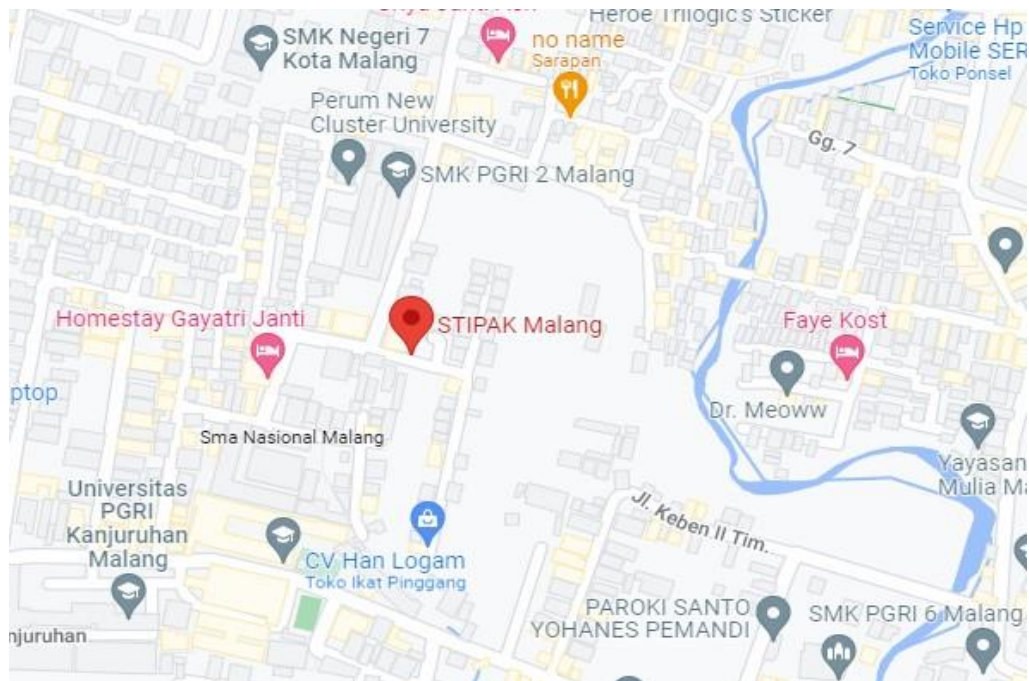 Heroe Trilogic's Sticker
SMK Negeri 7
Kota Malang
no name
Sarapan
Service Hp
Mobile SER
Toko Ponsel
Perum New
Cluster University
SMK PGRI 2 Malang
Gg. 7
Homestay Gayatri Janti
STIPAK Malang
Faye Kost
ptop
Dr. Meoww
Sma Nasional Malang
Yayasan
Mulia Ma
Universitas
PGRI
Kanjuruhan
Malang
Jl. Keben II Tim.
CV Han Logam
Toko Ikat Pinggang
PAROKI SANTO
YOHANES PEMANDI
SMK PGRI 6 Malang
njuruhan